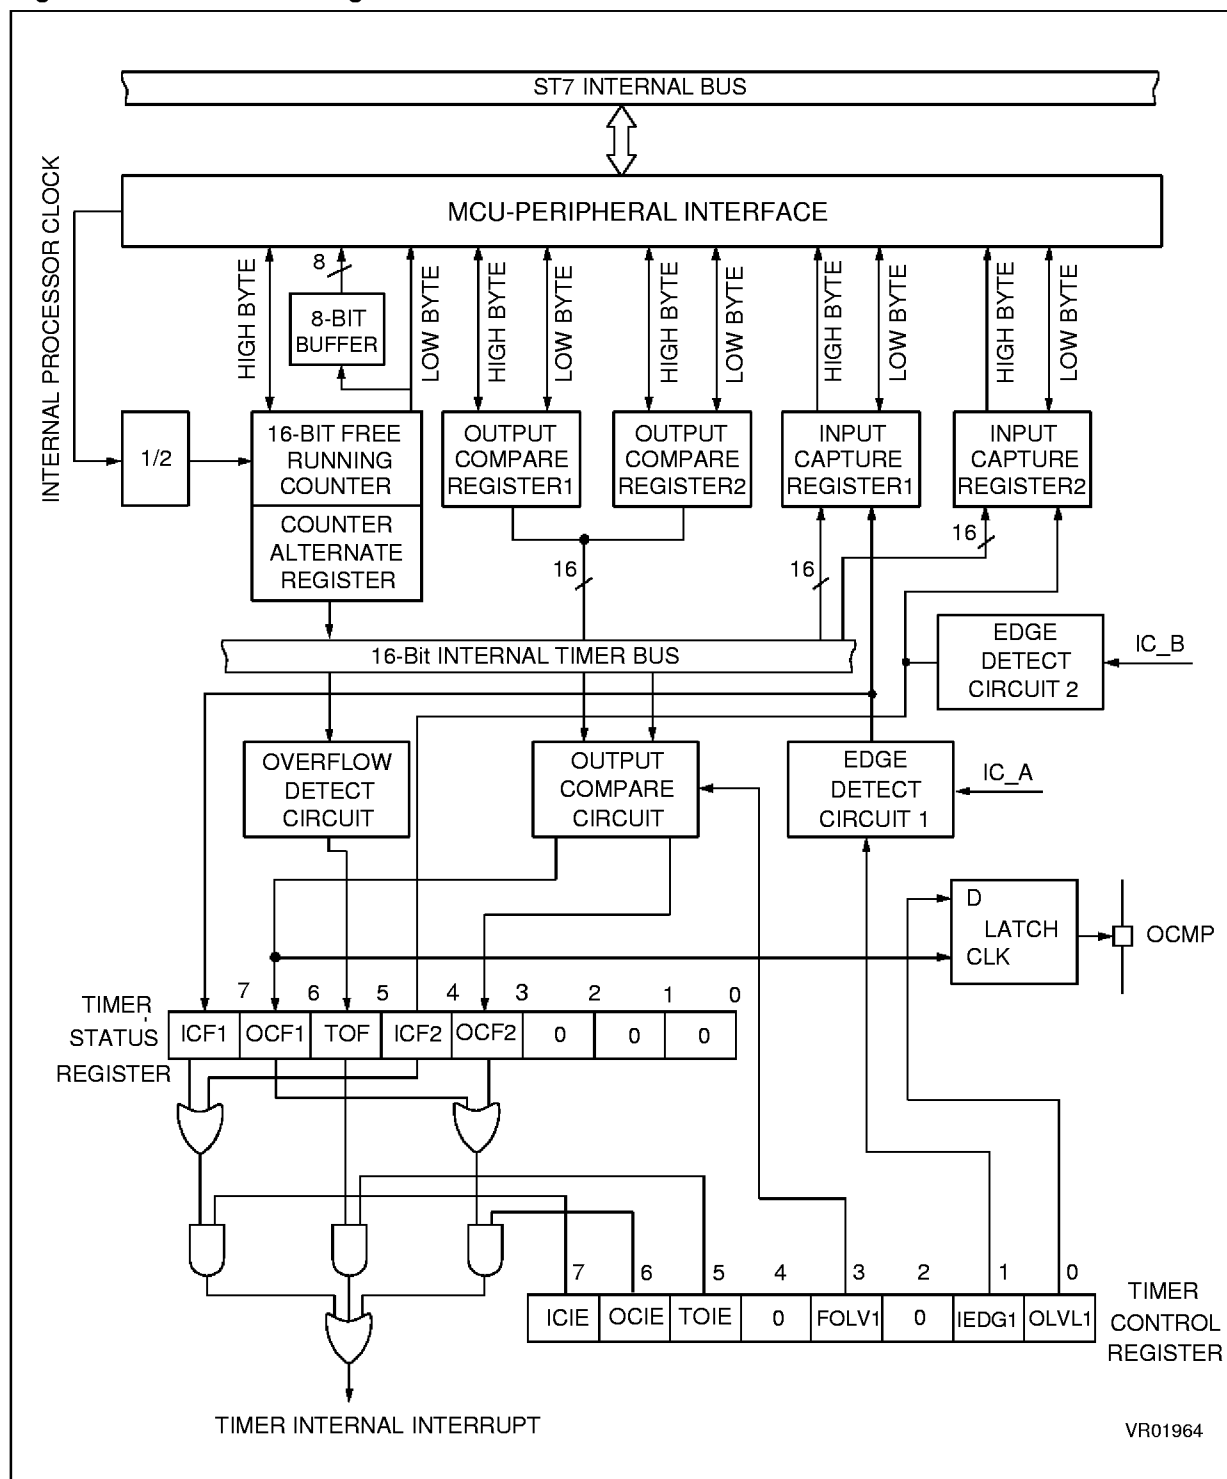 ST7 INTERNAL BUS
MCU-PERIPHERAL INTERFACE
INTERNAL PROCESSOR CLOCK
HIGH BYTE
8
8-BIT
BUFFER
LOW BYTE
HIGH BYTE
LOW BYTE
HIGH BYTE
LOW BYTE
HIGH BYTE
LOW BYTE
HIGH BYTE
LOW BYTE
1/2
16-BIT FREE
RUNNING
COUNTER
COUNTER
ALTERNATE
REGISTER
OUTPUT
COMPARE
REGISTER1
OUTPUT
COMPARE
REGISTER2
INPUT
CAPTURE
REGISTER1
INPUT
CAPTURE
REGISTER2
16
16
16
16-Bit INTERNAL TIMER BUS
EDGE
DETECT
CIRCUIT 2
IC_B
OVERFLOW
DETECT
CIRCUIT
OUTPUT
COMPARE
CIRCUIT
EDGE
DETECT
CIRCUIT 1
IC_A
D
LATCH
CLK
OCMP
TIMER
STATUS
REGISTER
7 6 5 4 3 2 1 0
ICF1 OCF1 TOF ICF2 OCF2 0 0 0
7 6 5 4 3 2 1 0
ICIE OCIE TOIE 0 FOLV1 0 IEDG1 OLVL1
TIMER
CONTROL
REGISTER
TIMER INTERNAL INTERRUPT
VR01964